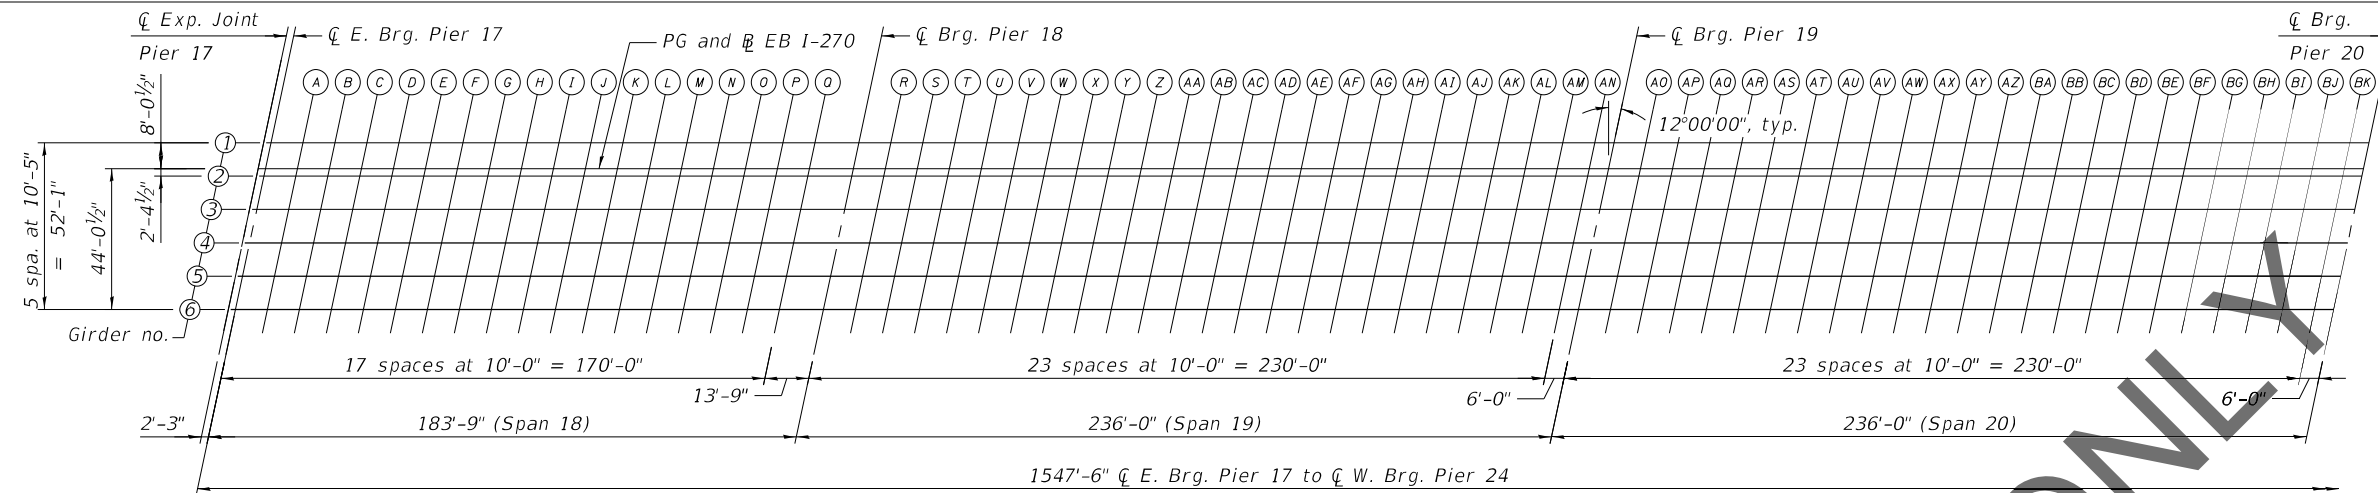 ℄ Exp. Joint
Pier 17
℄ E. Brg. Pier 17
PG and ℄ EB I-270
℄ Brg. Pier 18
℄ Brg. Pier 19
℄ Brg.
Pier 20
A B C D E F G H I J K L M N O P Q R S T U V W X Y Z AA AB AC AD AE AF AG AH AI AJ AK AL AM AN AO AP AQ AR AS AT AU AV AW AX AY AZ BA BB BC BD BE BF BG BH BI BJ BK
12°00'00", typ.
8'-0½"
2'-4½"
44'-0½"
5 spa. at 10'-5"
= 52'-1"
1
2
3
4
5
6
Girder no.
17 spaces at 10'-0" = 170'-0"
23 spaces at 10'-0" = 230'-0"
23 spaces at 10'-0" = 230'-0"
13'-9"
6'-0"
6'-0"
2'-3"
183'-9" (Span 18)
236'-0" (Span 19)
236'-0" (Span 20)
1547'-6" ℄ E. Brg. Pier 17 to ℄ W. Brg. Pier 24
ONLY